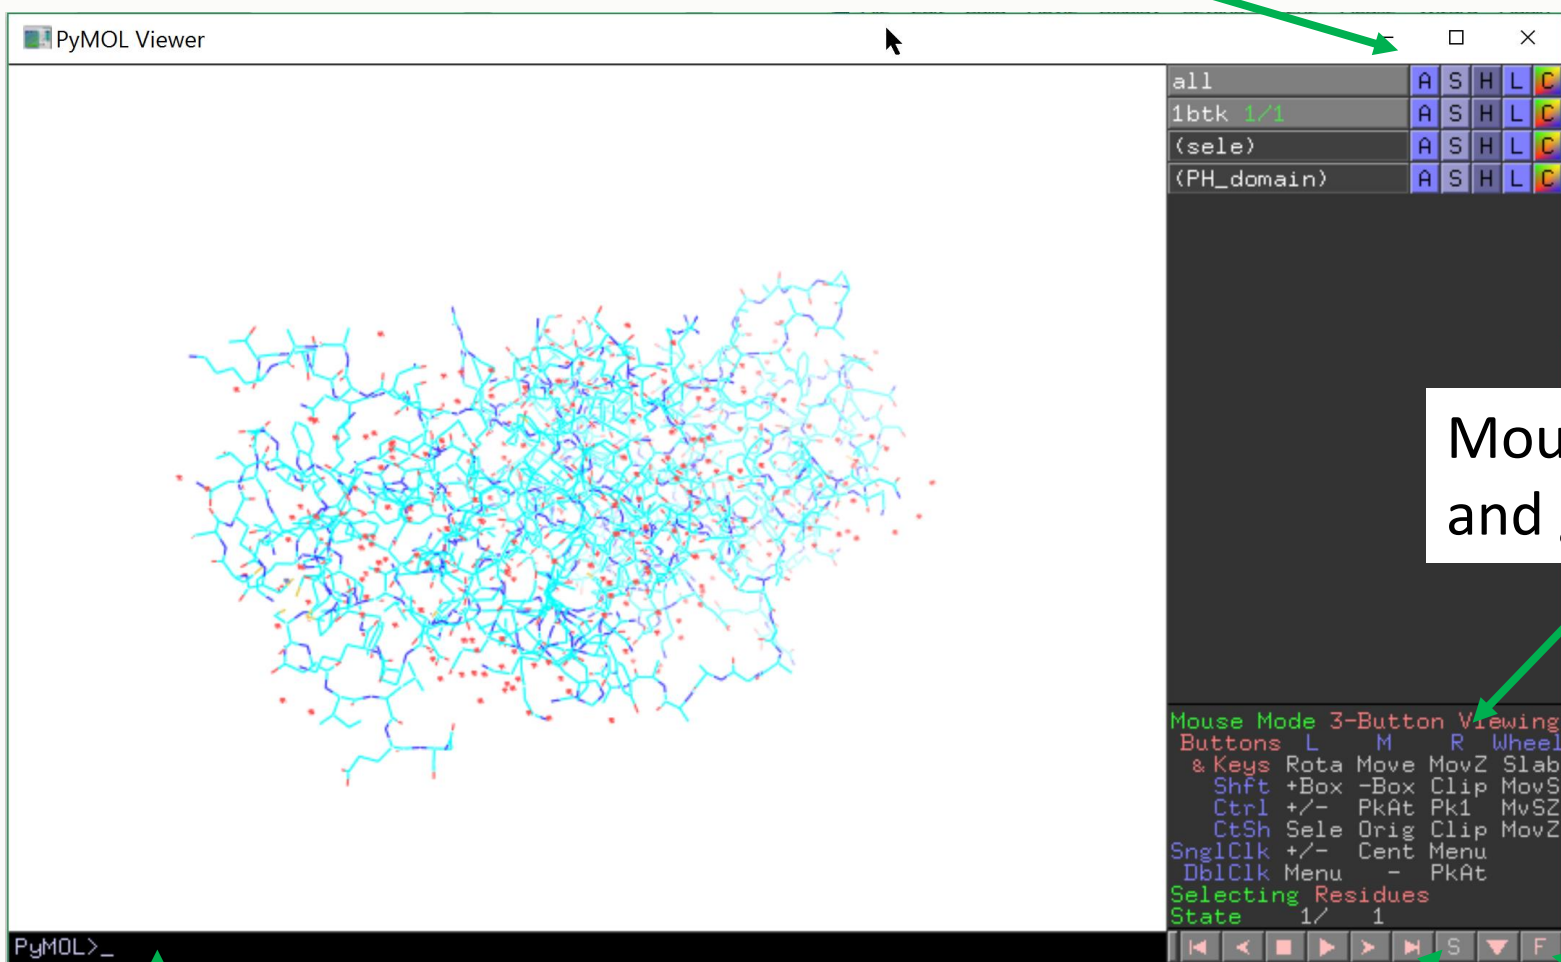 PyMOL Viewer
all A S H L C
1btk 1/1 A S H L C
(sele) A S H L C
(PH_domain) A S H L C
Mou
and
Mouse Mode 3-Button Viewing
Buttons L M R Wheel
& Keys Rota Move MovZ Slab
Shft +Box -Box Clip MovS
Ctrl +/- PkAt Pk1 MvSZ
CtSh Sele Orig Clip MovZ
SnglClk +/- Cent Menu
DblClk Menu - PkAt
Selecting Residues
State 1/ 1
PyMOL>_
S F